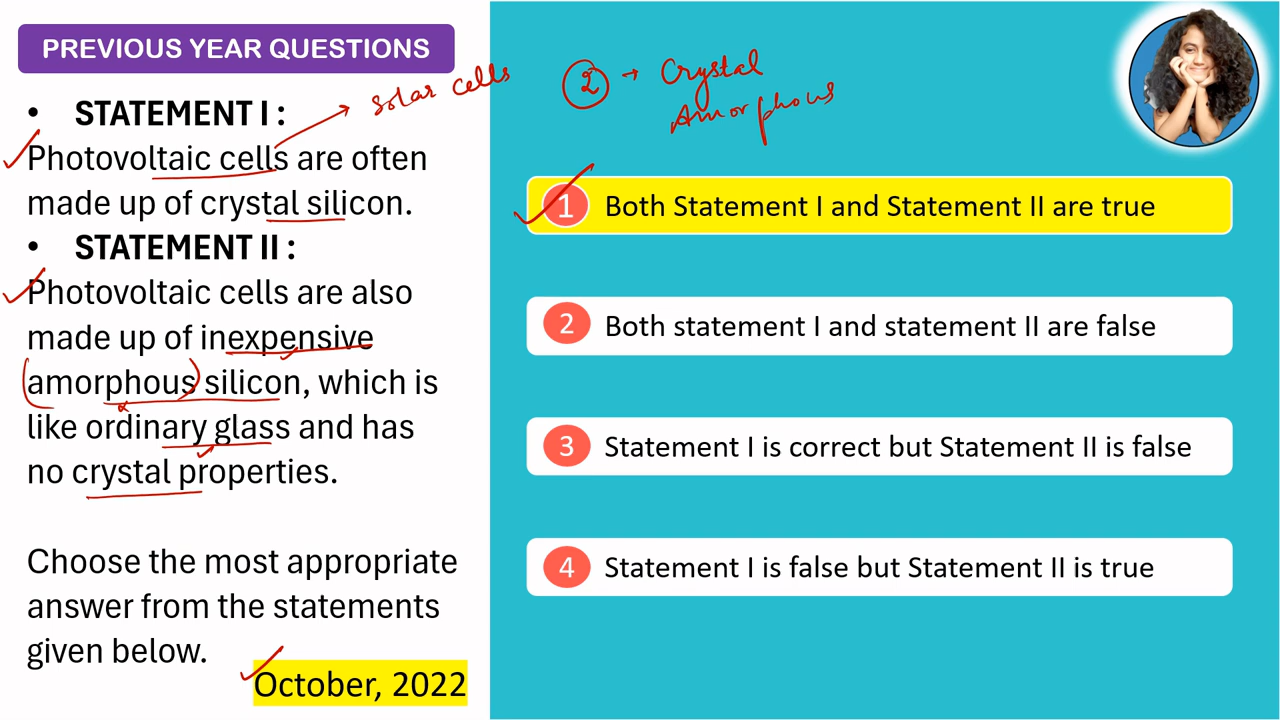 PREVIOUS YEAR QUESTIONS
• STATEMENT I :
Photovoltaic cells are often
made up of crystal silicon.
• STATEMENT II :
Photovoltaic cells are also
made up of inexpensive
amorphous silicon, which is
like ordinary glass and has
no crystal properties.
Choose the most appropriate
answer from the statements
given below.
October, 2022
solar cells
2 → Crystal
Amorphous
1 Both Statement I and Statement II are true
2 Both statement I and statement II are false
3 Statement I is correct but Statement II is false
4 Statement I is false but Statement II is true